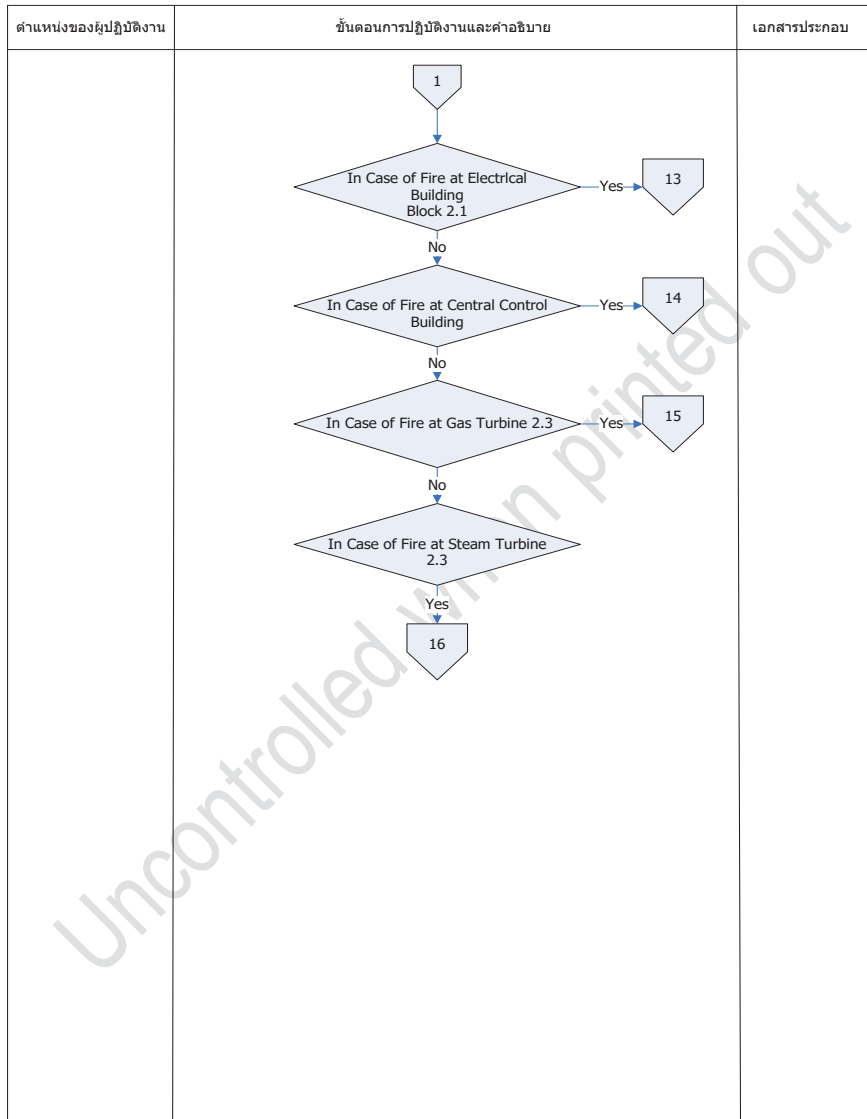 ตำแหน่งของผู้ปฏิบัติงาน
ขั้นตอนการปฏิบัติงานและคำอธิบาย
เอกสารประกอบ
1
In Case of Fire at Electrlcal
Building
Block 2.1
Yes
13
No
In Case of Fire at Central Control
Building
Yes
14
No
In Case of Fire at Gas Turbine 2.3
Yes
15
No
In Case of Fire at Steam Turbine
2.3
Yes
16
Uncontrolled when printed out